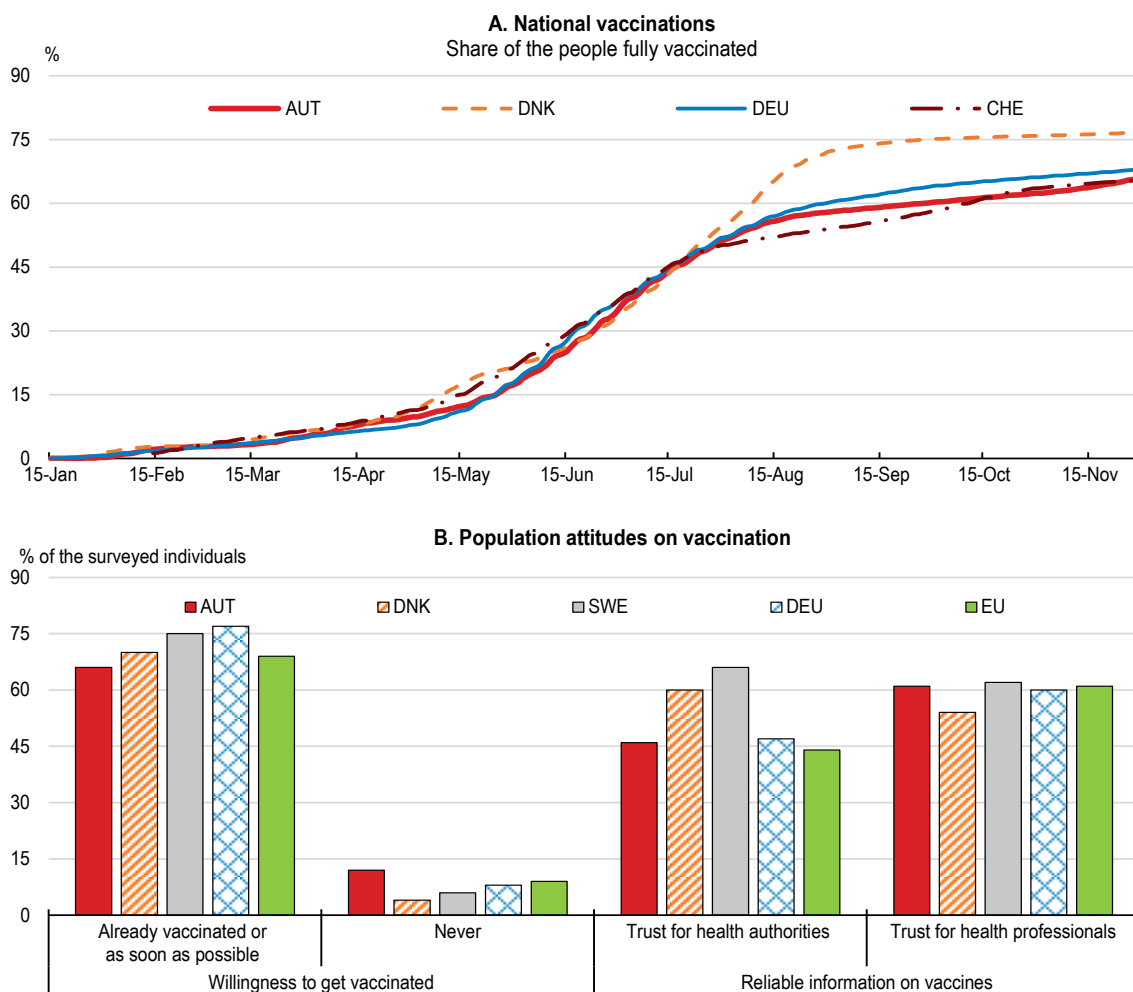 A. National vaccinations
Share of the people fully vaccinated
%
90
AUT DNK DEU CHE
75
60
45
30
15
0
15-Jan 15-Feb 15-Mar 15-Apr 15-May 15-Jun 15-Jul 15-Aug 15-Sep 15-Oct 15-Nov
B. Population attitudes on vaccination
% of the surveyed individuals
90
AUT DNK SWE DEU EU
75
60
45
30
15
0
Already vaccinated or
as soon as possible
Never
Trust for health authorities
Trust for health professionals
Willingness to get vaccinated
Reliable information on vaccines